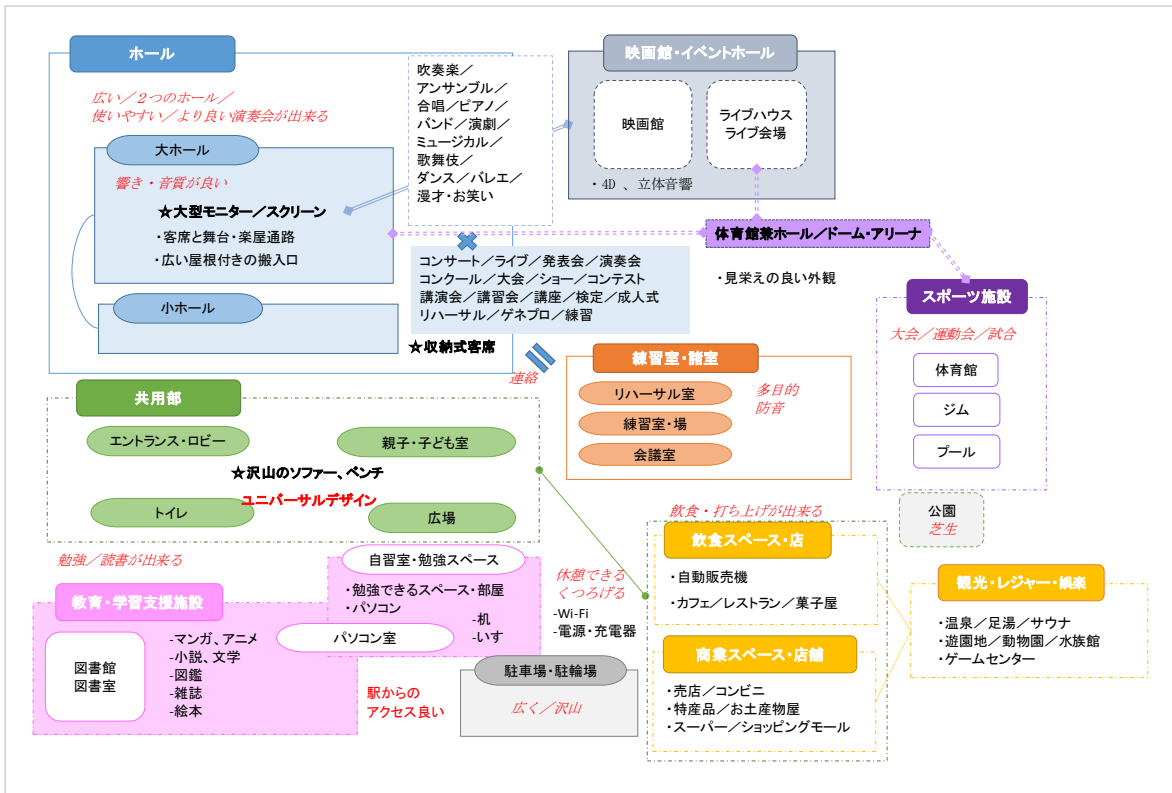 ホール
広い／２つのホール／
使いやすい／より良い演奏会が出来る
大ホール
響き・音質が良い
☆大型モニター／スクリーン
・客席と舞台・楽屋通路
・広い屋根付きの搬入口
小ホール
吹奏楽／
アンサンブル／
合唱／ピアノ／
バンド／演劇／
ミュージカル／
歌舞伎／
ダンス／バレエ／
漫才・お笑い
コンサート／ライブ／発表会／演奏会
コンクール／大会／ショー／コンテスト
講演会／講習会／講座／検定／成人式
リハーサル／ゲネプロ／練習
☆収納式客席
映画館・イベントホール
映画館
ライブハウス
ライブ会場
・4D 、立体音響
体育館兼ホール／ドーム・アリーナ
・見栄えの良い外観
スポーツ施設
大会／運動会／試合
体育館
ジム
プール
公園
芝生
連絡
練習室・諸室
リハーサル室
練習室・場
会議室
多目的
防音
共用部
エントランス・ロビー
親子・子ども室
☆沢山のソファー、ベンチ
ユニバーサルデザイン
トイレ
広場
勉強／読書が出来る
教育・学習支援施設
自習室・勉強スペース
・勉強できるスペース・部屋
・パソコン
-机
-いす
パソコン室
図書館
図書室
-マンガ、アニメ
-小説、文学
-図鑑
-雑誌
-絵本
駅からの
アクセス良い
休憩できる
くつろげる
-Wi-Fi
-電源・充電器
駐車場・駐輪場
広く／沢山
飲食・打ち上げが出来る
飲食スペース・店
・自動販売機
・カフェ／レストラン／菓子屋
商業スペース・店舗
・売店／コンビニ
・特産品／お土産物屋
・スーパー／ショッピングモール
観光・レジャー・娯楽
・温泉／足湯／サウナ
・遊園地／動物園／水族館
・ゲームセンター